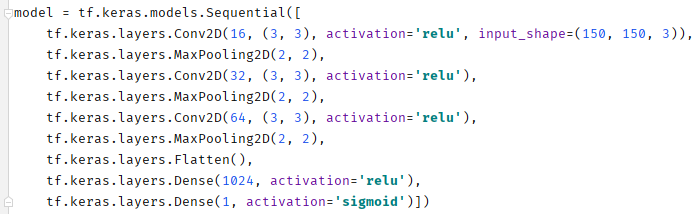 model = tf.keras.models.Sequential([
    tf.keras.layers.Conv2D(16, (3, 3), activation='relu', input_shape=(150, 150, 3)),
    tf.keras.layers.MaxPooling2D(2, 2),
    tf.keras.layers.Conv2D(32, (3, 3), activation='relu'),
    tf.keras.layers.MaxPooling2D(2, 2),
    tf.keras.layers.Conv2D(64, (3, 3), activation='relu'),
    tf.keras.layers.MaxPooling2D(2, 2),
    tf.keras.layers.Flatten(),
    tf.keras.layers.Dense(1024, activation='relu'),
    tf.keras.layers.Dense(1, activation='sigmoid')])